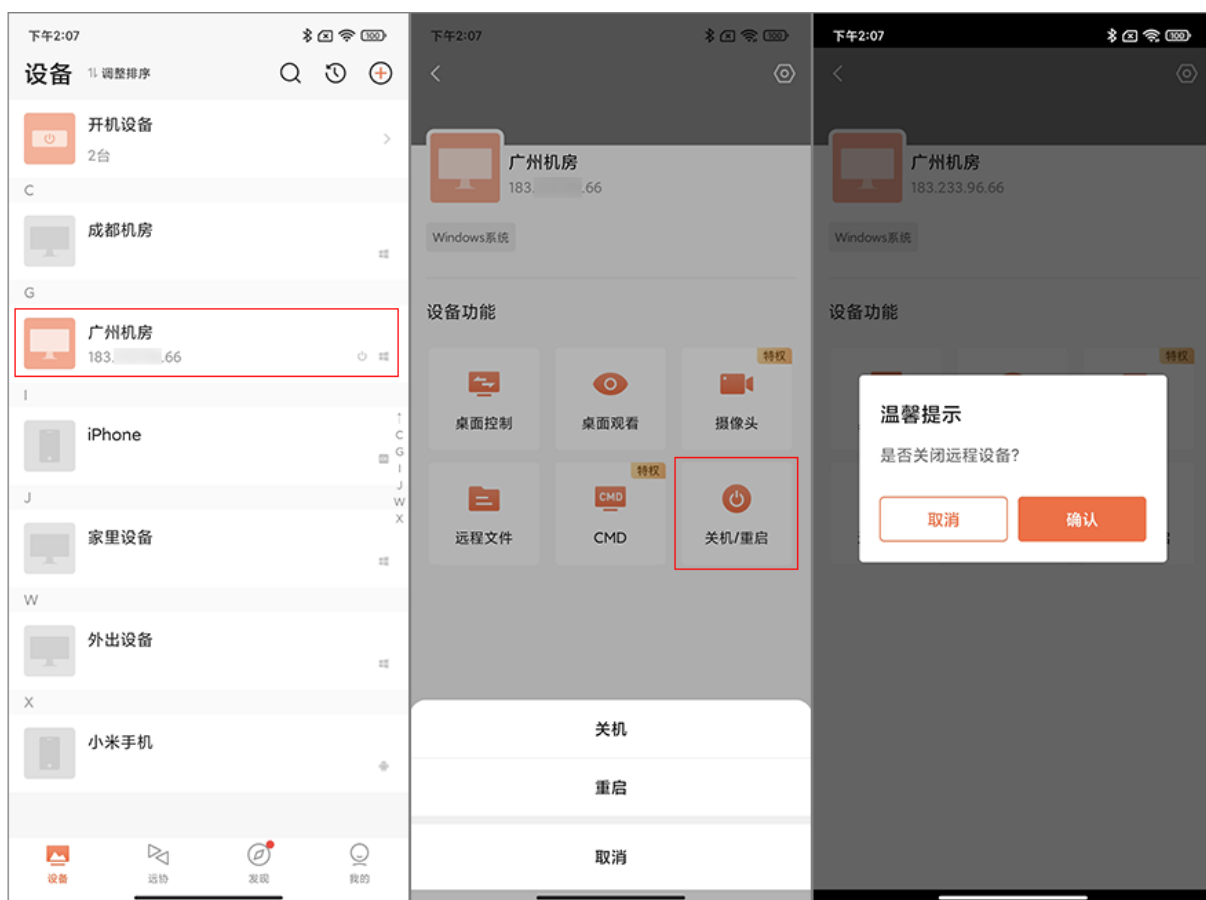 下午2:07
100
设备
调整排序
开机设备
2台
C
成都机房
G
广州机房
183. .66
I
iPhone
J
家里设备
W
外出设备
X
小米手机
↑
C
G
I
J
W
X
设备
远协
发现
我的
下午2:07
100
广州机房
183. .66
Windows系统
设备功能
桌面控制
桌面观看
特权
摄像头
远程文件
特权
CMD
CMD
关机/重启
关机
重启
取消
下午2:07
100
广州机房
183.233.96.66
Windows系统
设备功能
特权
温馨提示
是否关闭远程设备?
取消
确认